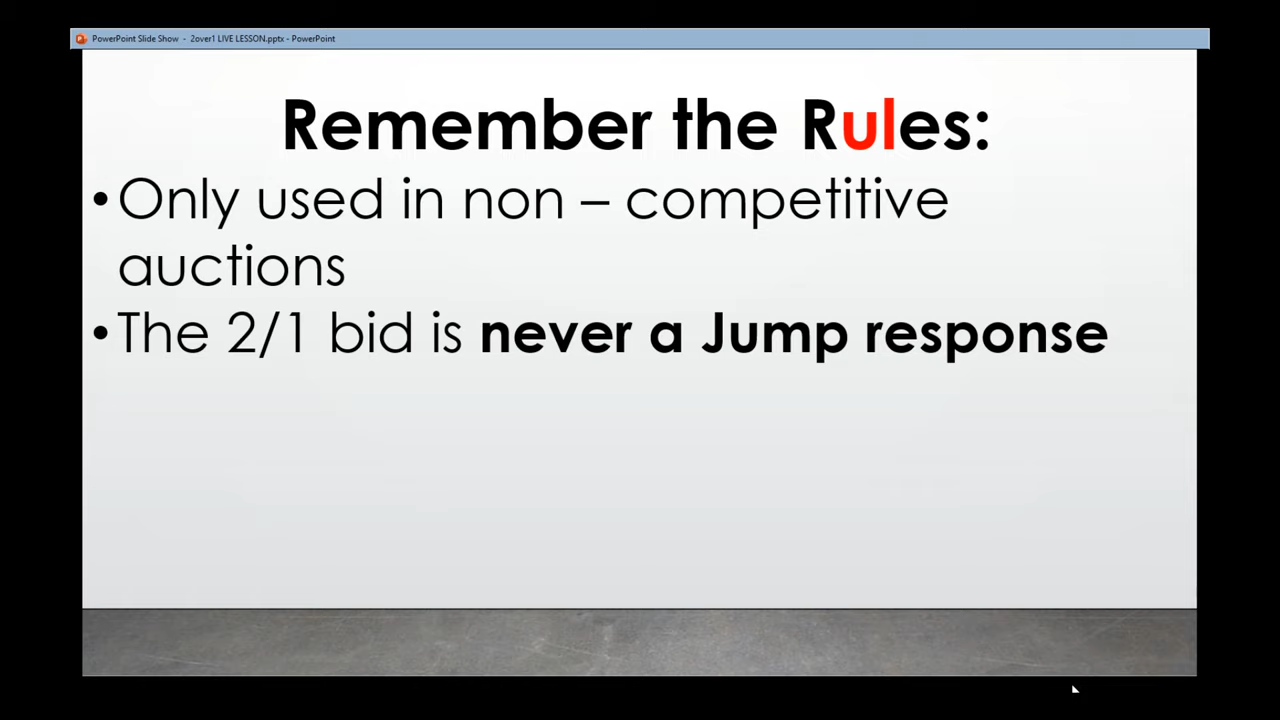 PowerPoint Slide Show - 2over1 LIVE LESSON.pptx - PowerPoint
Remember the Rules:
•Only used in non – competitive
auctions
•The 2/1 bid is never a Jump response